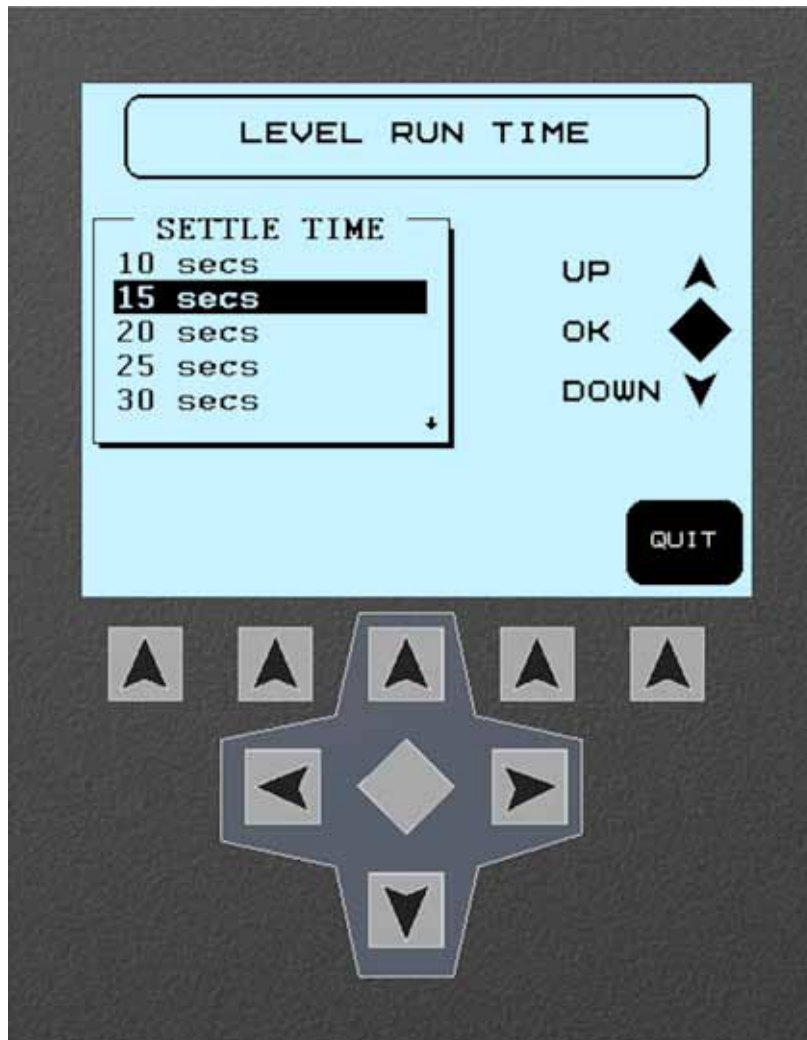 LEVEL RUN TIME
SETTLE TIME
10 secs
15 secs
20 secs
25 secs
30 secs
UP
OK
DOWN
QUIT